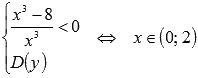 { (x³ − 8)/x³ < 0
D(y) ⇔ x ∈ (0; 2)